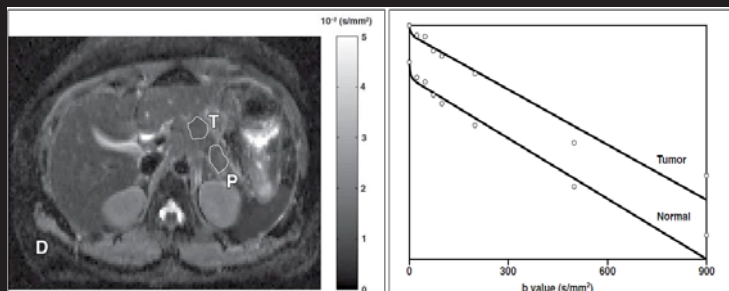 10⁻³ (s/mm²)
5
4
3
2
1
0
T
P
D
Tumor
Normal
0
300
600
900
b value (s/mm²)